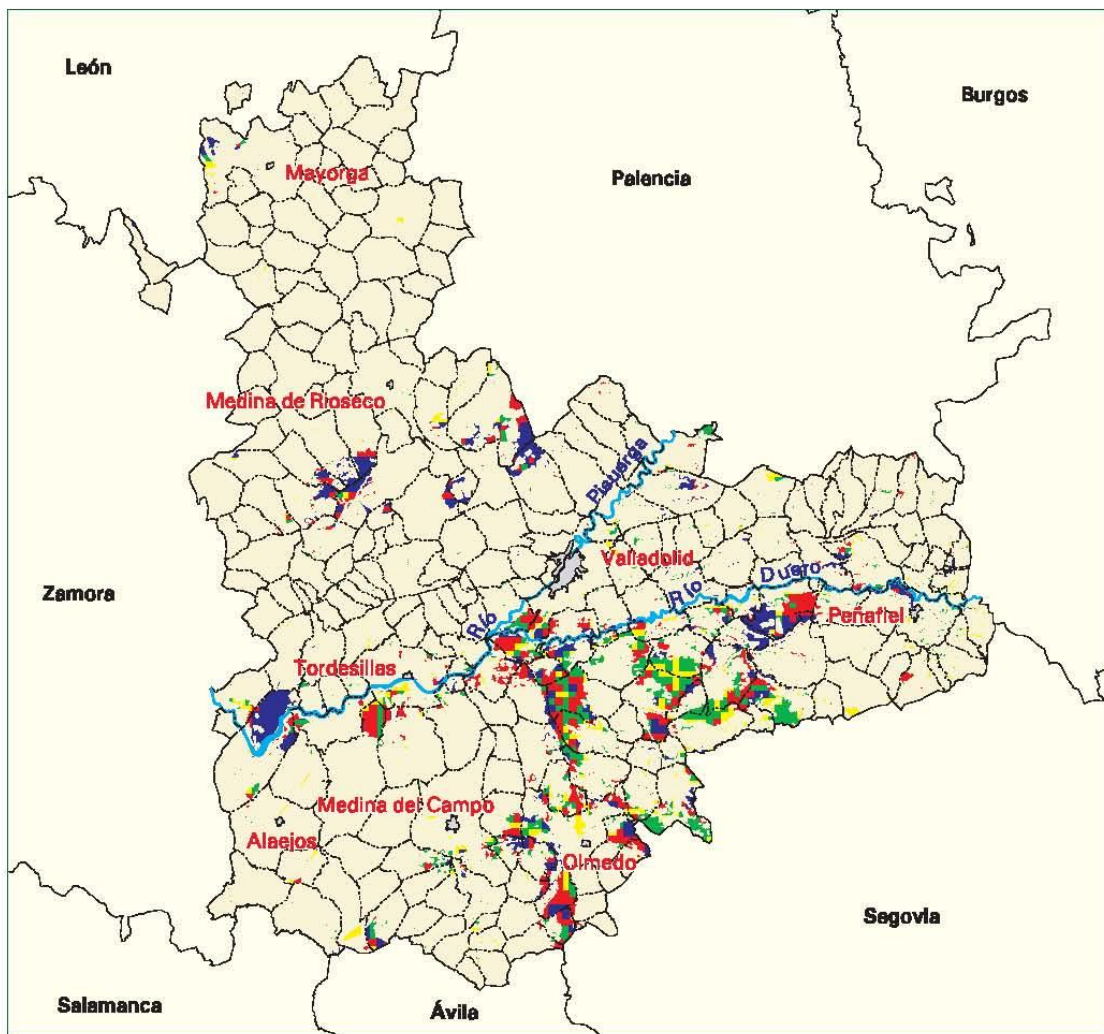 León
Burgos
Mayorga
Palencia
Medina de Rioseco
Pisuerga
Valladolid
Zamora
Duero
Río
Peñafiel
Río
Tordesillas
Medina del Campo
Alaejos
Olmedo
Segovia
Salamanca
Ávila